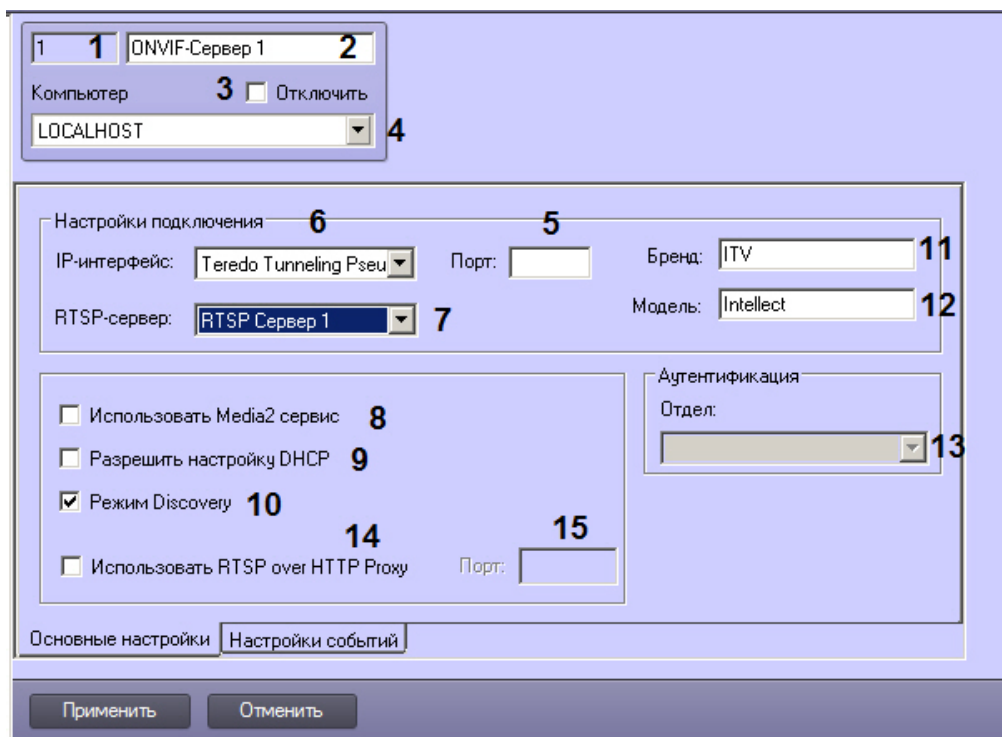 1 1 ONVIF-Сервер 1 2
Компьютер 3 Отключить
LOCALHOST 4
Настройки подключения 6 5
IP-интерфейс: Teredo Tunneling Pseu Порт: Бренд: ITV 11
RTSP-сервер: RTSP Сервер 1 7 Модель: Intellect 12
Использовать Media2 сервис 8
Разрешить настройку DHCP 9
Режим Discovery 10
14 15
Использовать RTSP over HTTP Proxy Порт:
Аутентификация
Отдел:
13
Основные настройки Настройки событий
Применить Отменить